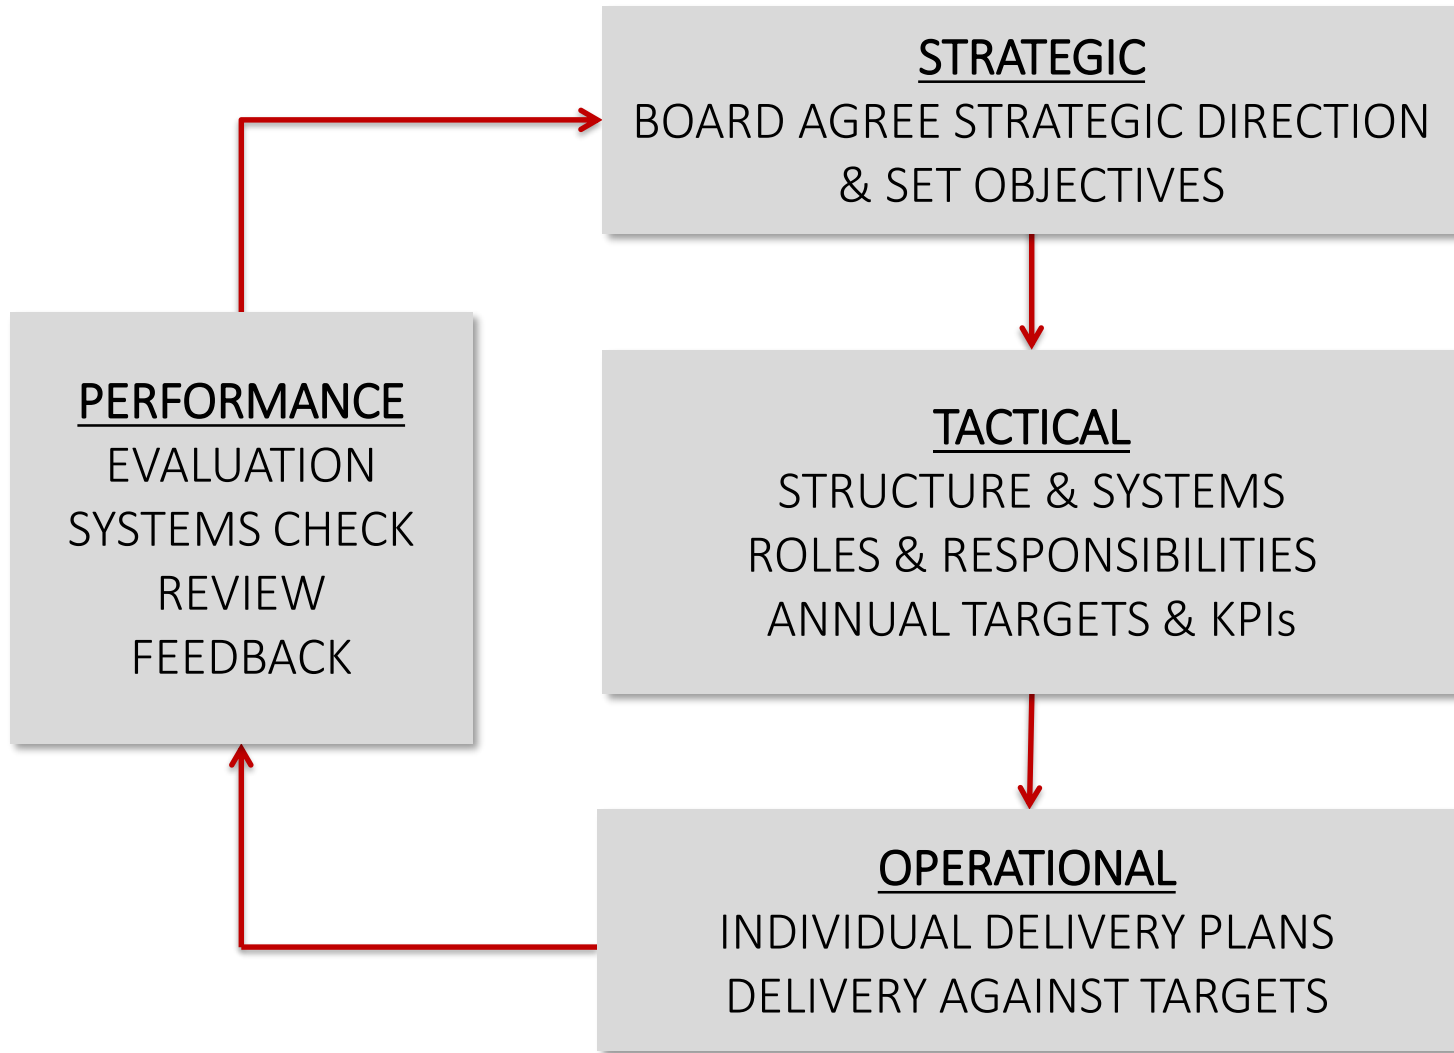 STRATEGIC
BOARD AGREE STRATEGIC DIRECTION
& SET OBJECTIVES
PERFORMANCE
EVALUATION
SYSTEMS CHECK
REVIEW
FEEDBACK
TACTICAL
STRUCTURE & SYSTEMS
ROLES & RESPONSIBILITIES
ANNUAL TARGETS & KPIs
OPERATIONAL
INDIVIDUAL DELIVERY PLANS
DELIVERY AGAINST TARGETS